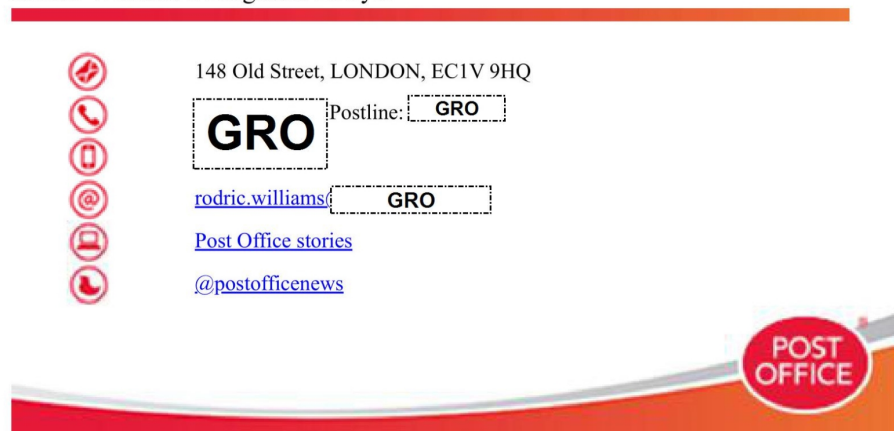 148 Old Street, LONDON, EC1V 9HQ
GRO Postline: GRO
rodric.williams@ GRO
Post Office stories
@postofficenews
POST
OFFICE